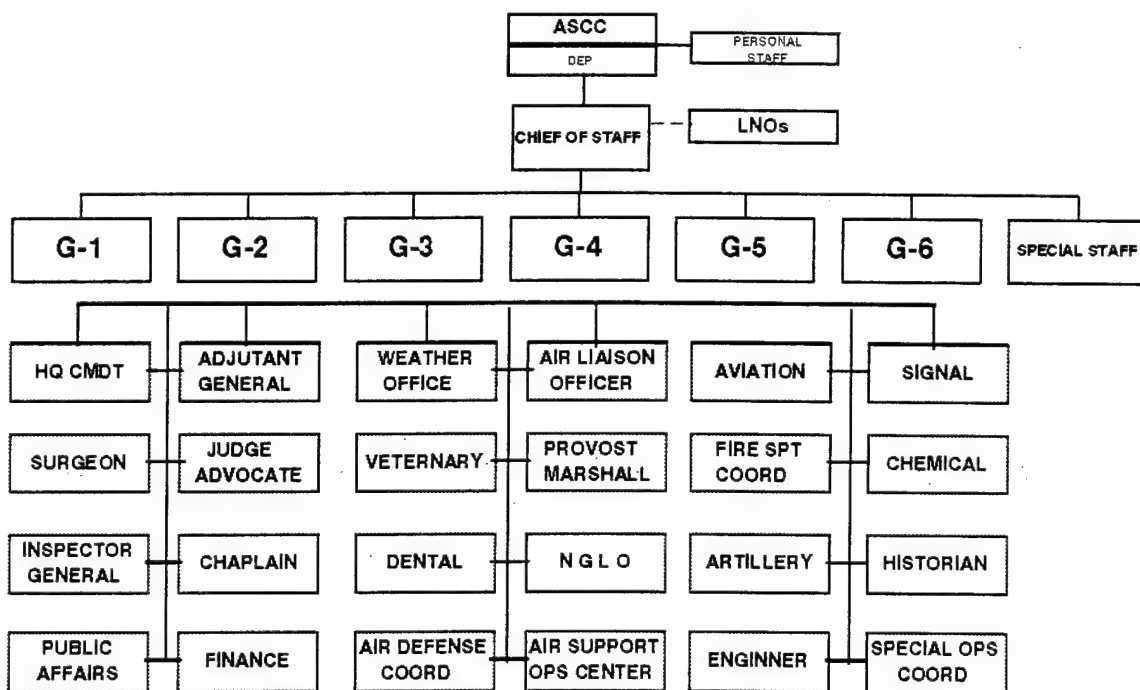 ASCC
DEP
PERSONAL
STAFF
CHIEF OF STAFF
LNOs
G-1
G-2
G-3
G-4
G-5
G-6
SPECIAL STAFF
HQ CMDT
ADJUTANT
GENERAL
WEATHER
OFFICE
AIR LIAISON
OFFICER
AVIATION
SIGNAL
SURGEON
JUDGE
ADVOCATE
VETERNARY
PROVOST
MARSHALL
FIRE SPT
COORD
CHEMICAL
INSPECTOR
GENERAL
CHAPLAIN
DENTAL
N G L O
ARTILLERY
HISTORIAN
PUBLIC
AFFAIRS
FINANCE
AIR DEFENSE
COORD
AIR SUPPORT
OPS CENTER
ENGINNER
SPECIAL OPS
COORD